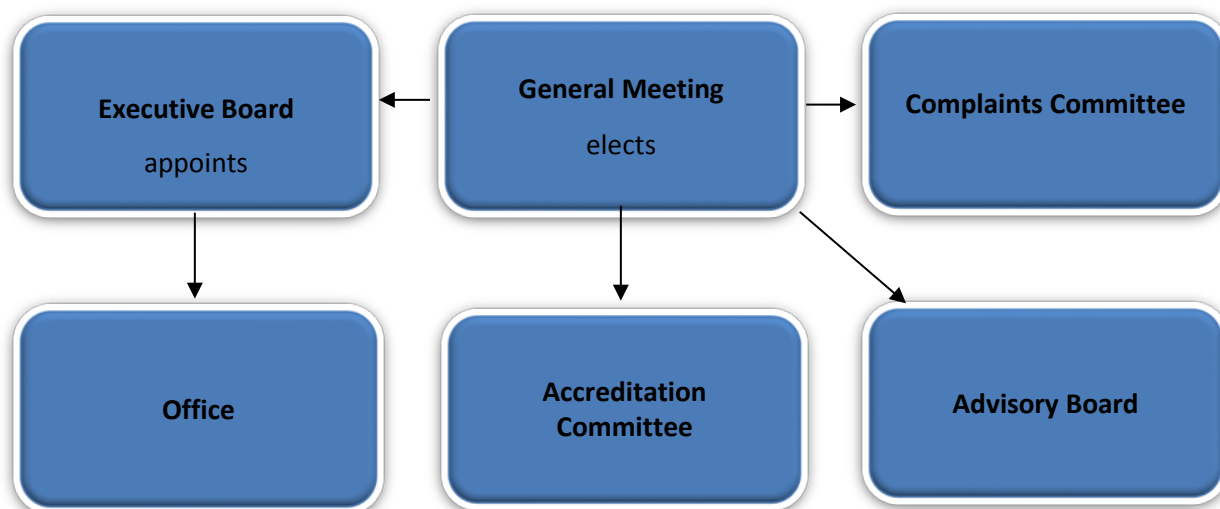 Executive Board
appoints
General Meeting
elects
Complaints Committee
Office
Accreditation
Committee
Advisory Board